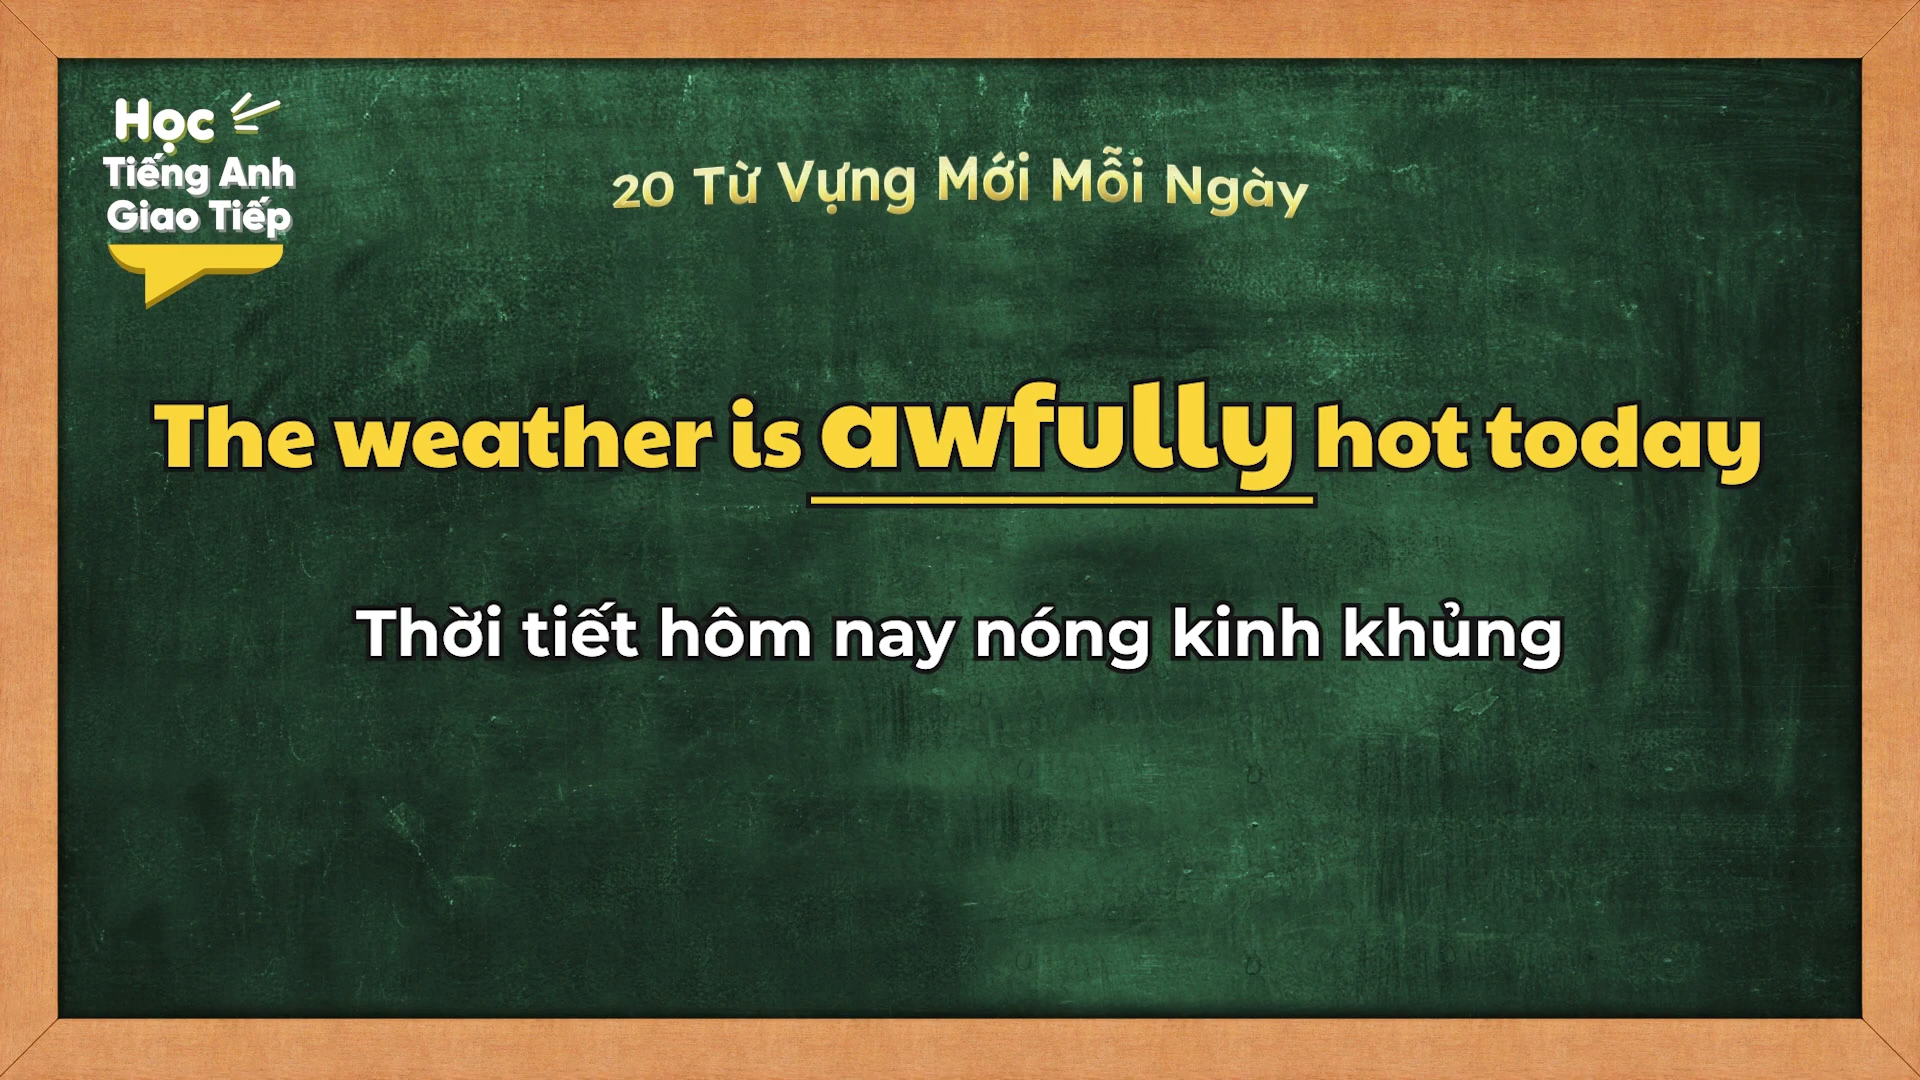 Học
Tiếng Anh
Giao Tiếp
20 Từ Vựng Mới Mỗi Ngày
The weather is awfully hot today
Thời tiết hôm nay nóng kinh khủng